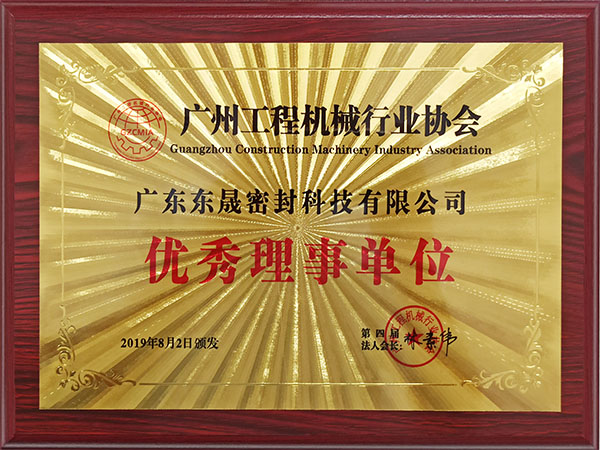 GZCMIA
广州工程机械行业协会
Guangzhou Construction Machinery Industry Association
广东东晟密封科技有限公司
优秀理事单位
2019年8月2日颁发
第四届
法人会长: